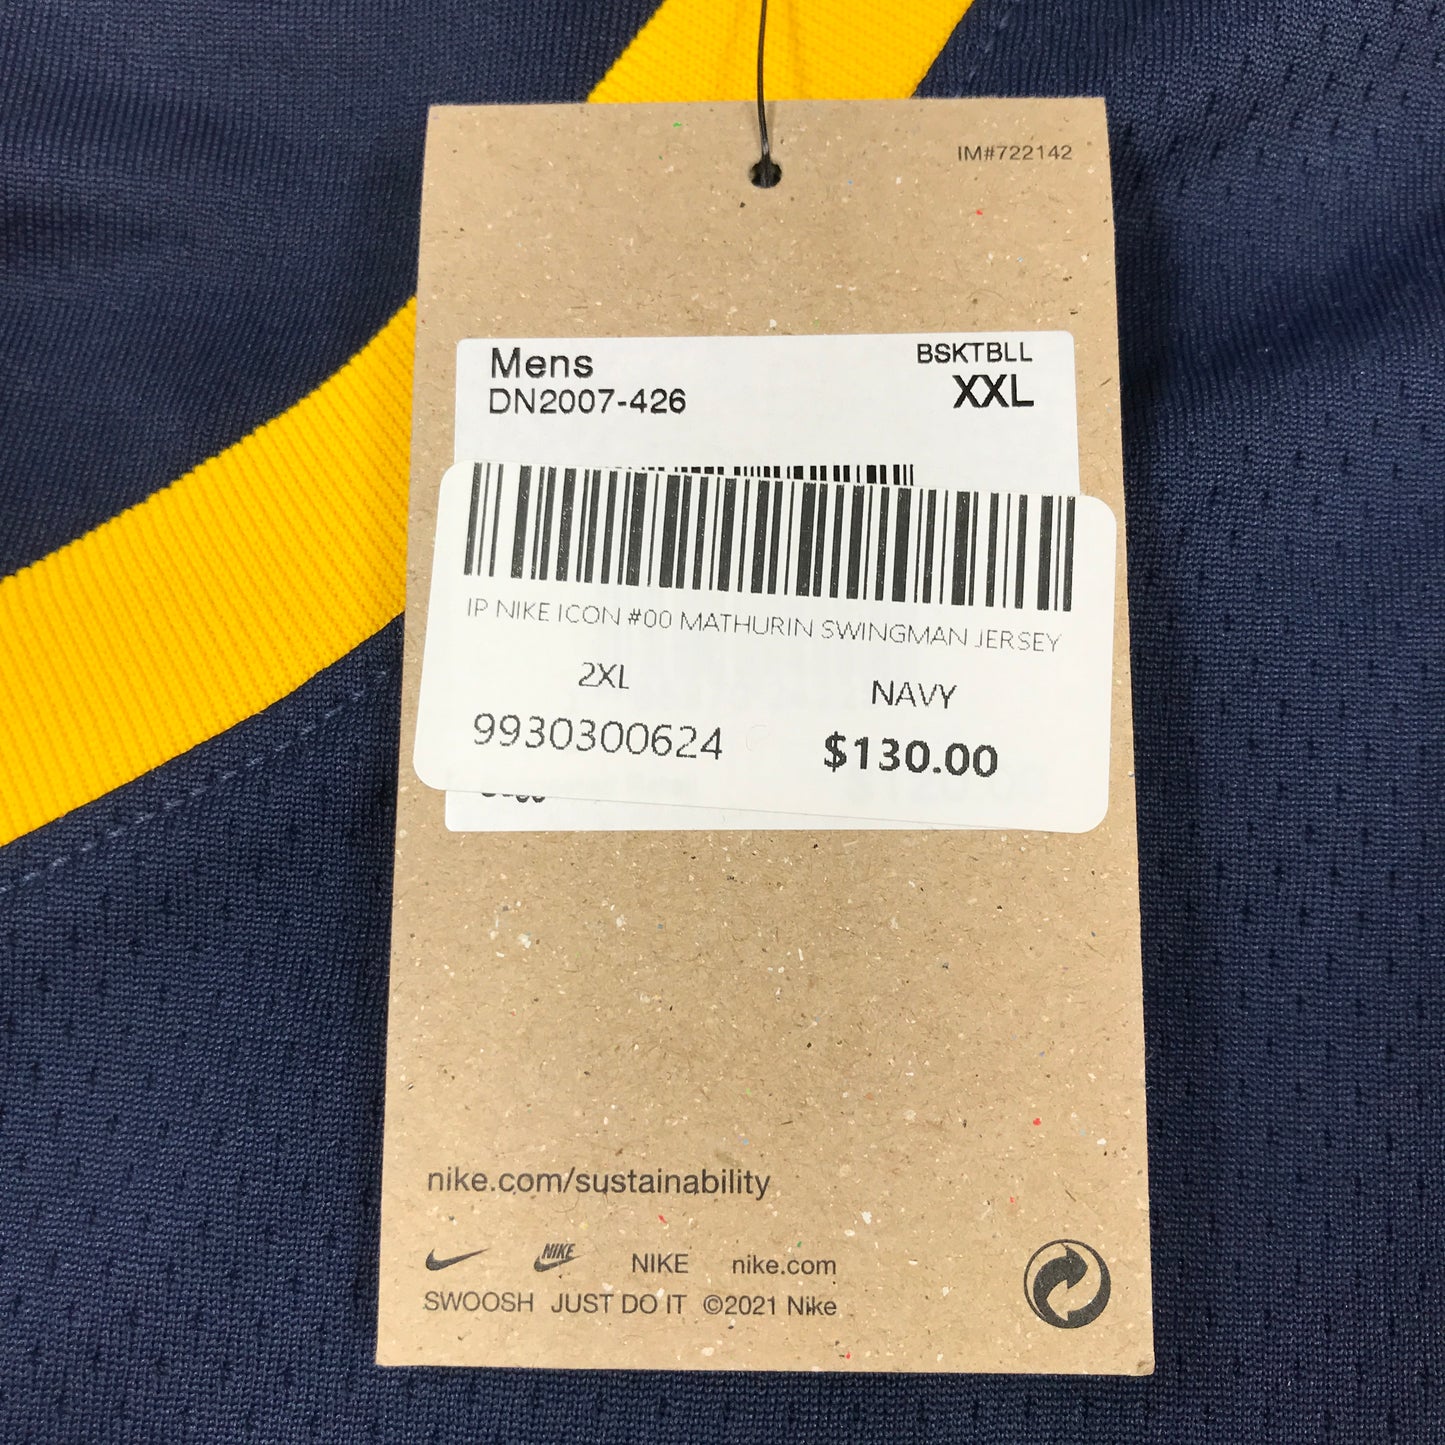 IM#722142
Mens BSKTBLL
DN2007-426 XXL
IP NIKE ICON #00 MATHURIN SWINGMAN JERSEY
2XL NAVY
9930300624 $130.00
nike.com/sustainability
NIKE NIKE nike.com
SWOOSH JUST DO IT ©2021 Nike